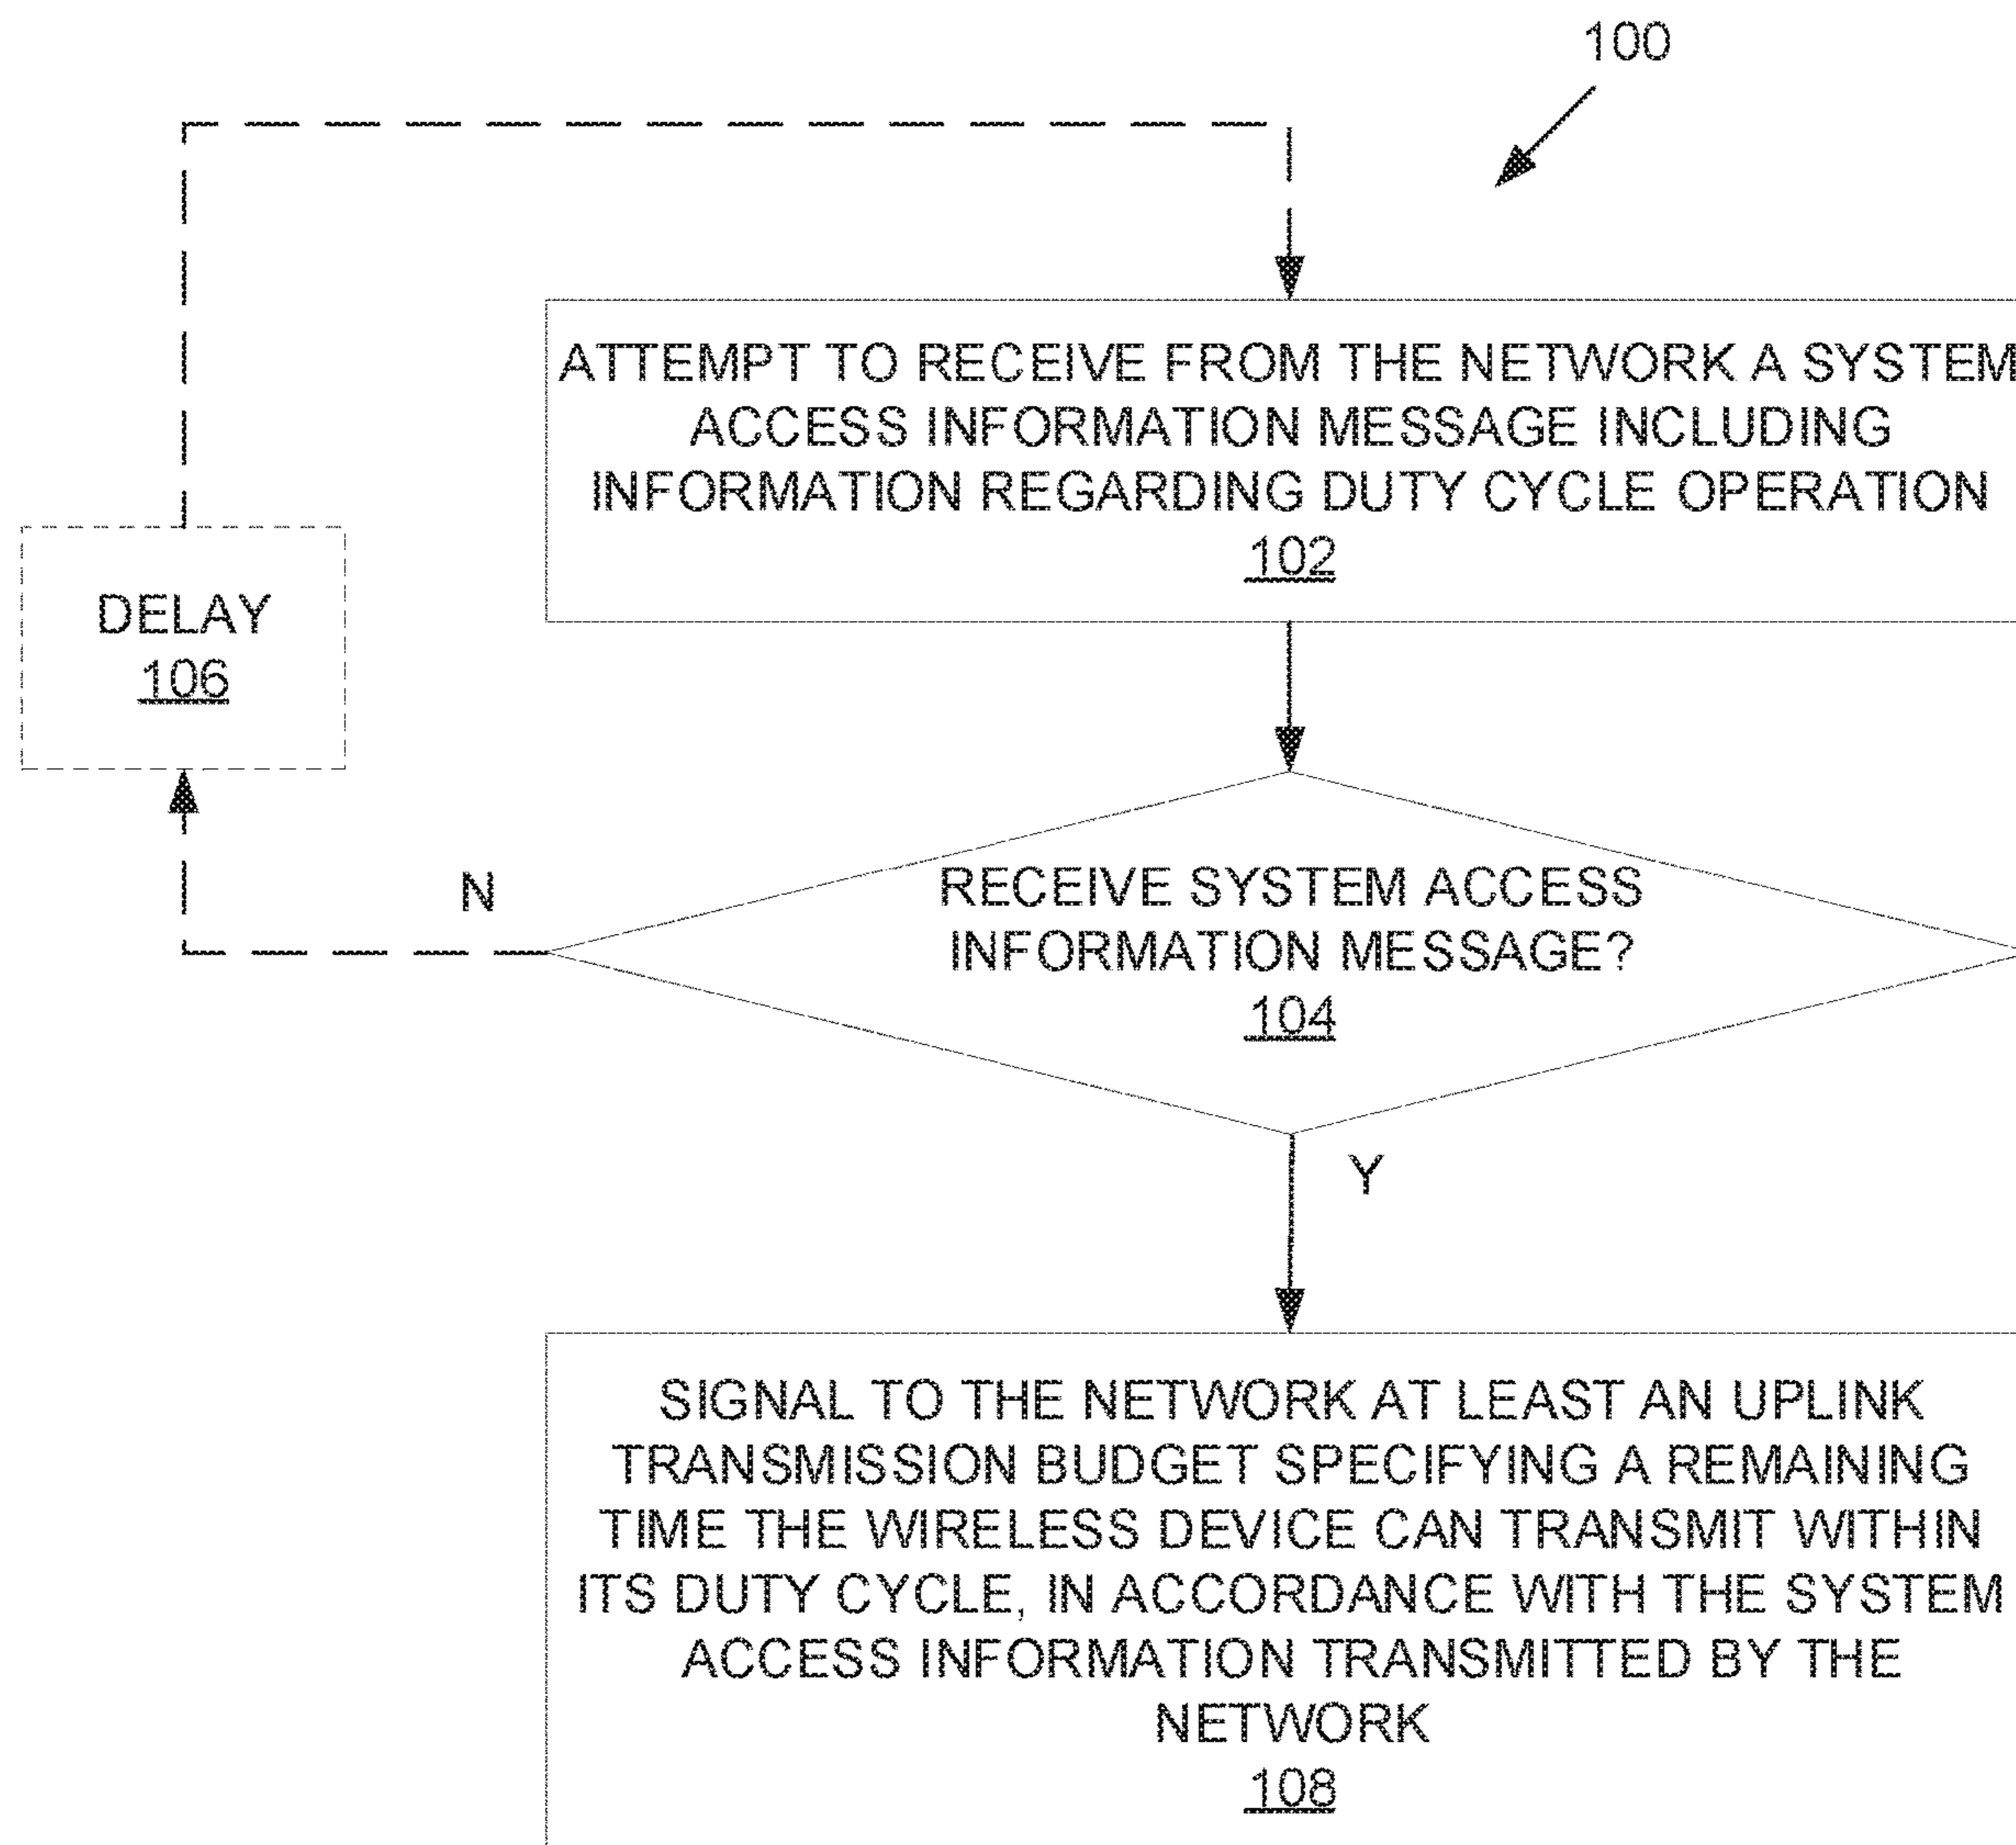 100
ATTEMPT TO RECEIVE FROM THE NETWORK A SYSTEM
ACCESS INFORMATION MESSAGE INCLUDING
INFORMATION REGARDING DUTY CYCLE OPERATION
102
DELAY
106
N
RECEIVE SYSTEM ACCESS
INFORMATION MESSAGE?
104
Y
SIGNAL TO THE NETWORK AT LEAST AN UPLINK
TRANSMISSION BUDGET SPECIFYING A REMAINING
TIME THE WIRELESS DEVICE CAN TRANSMIT WITHIN
ITS DUTY CYCLE, IN ACCORDANCE WITH THE SYSTEM
ACCESS INFORMATION TRANSMITTED BY THE
NETWORK
108